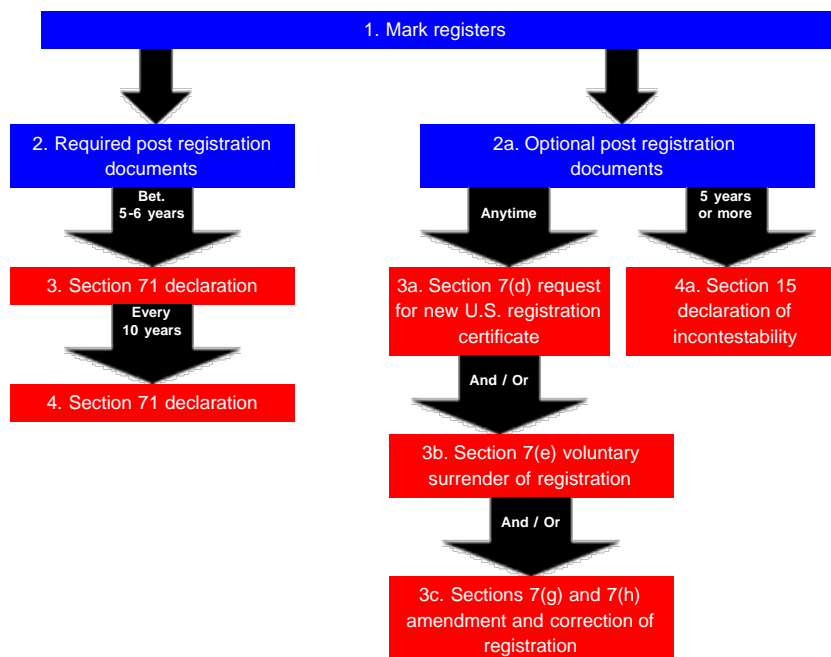 1. Mark registers
2. Required post registration
documents
2a. Optional post registration
documents
Bet.
5-6 years
Anytime
5 years
or more
3. Section 71 declaration
3a. Section 7(d) request
for new U.S. registration
certificate
4a. Section 15
declaration of
incontestability
Every
10 years
4. Section 71 declaration
And / Or
3b. Section 7(e) voluntary
surrender of registration
And / Or
3c. Sections 7(g) and 7(h)
amendment and correction of
registration